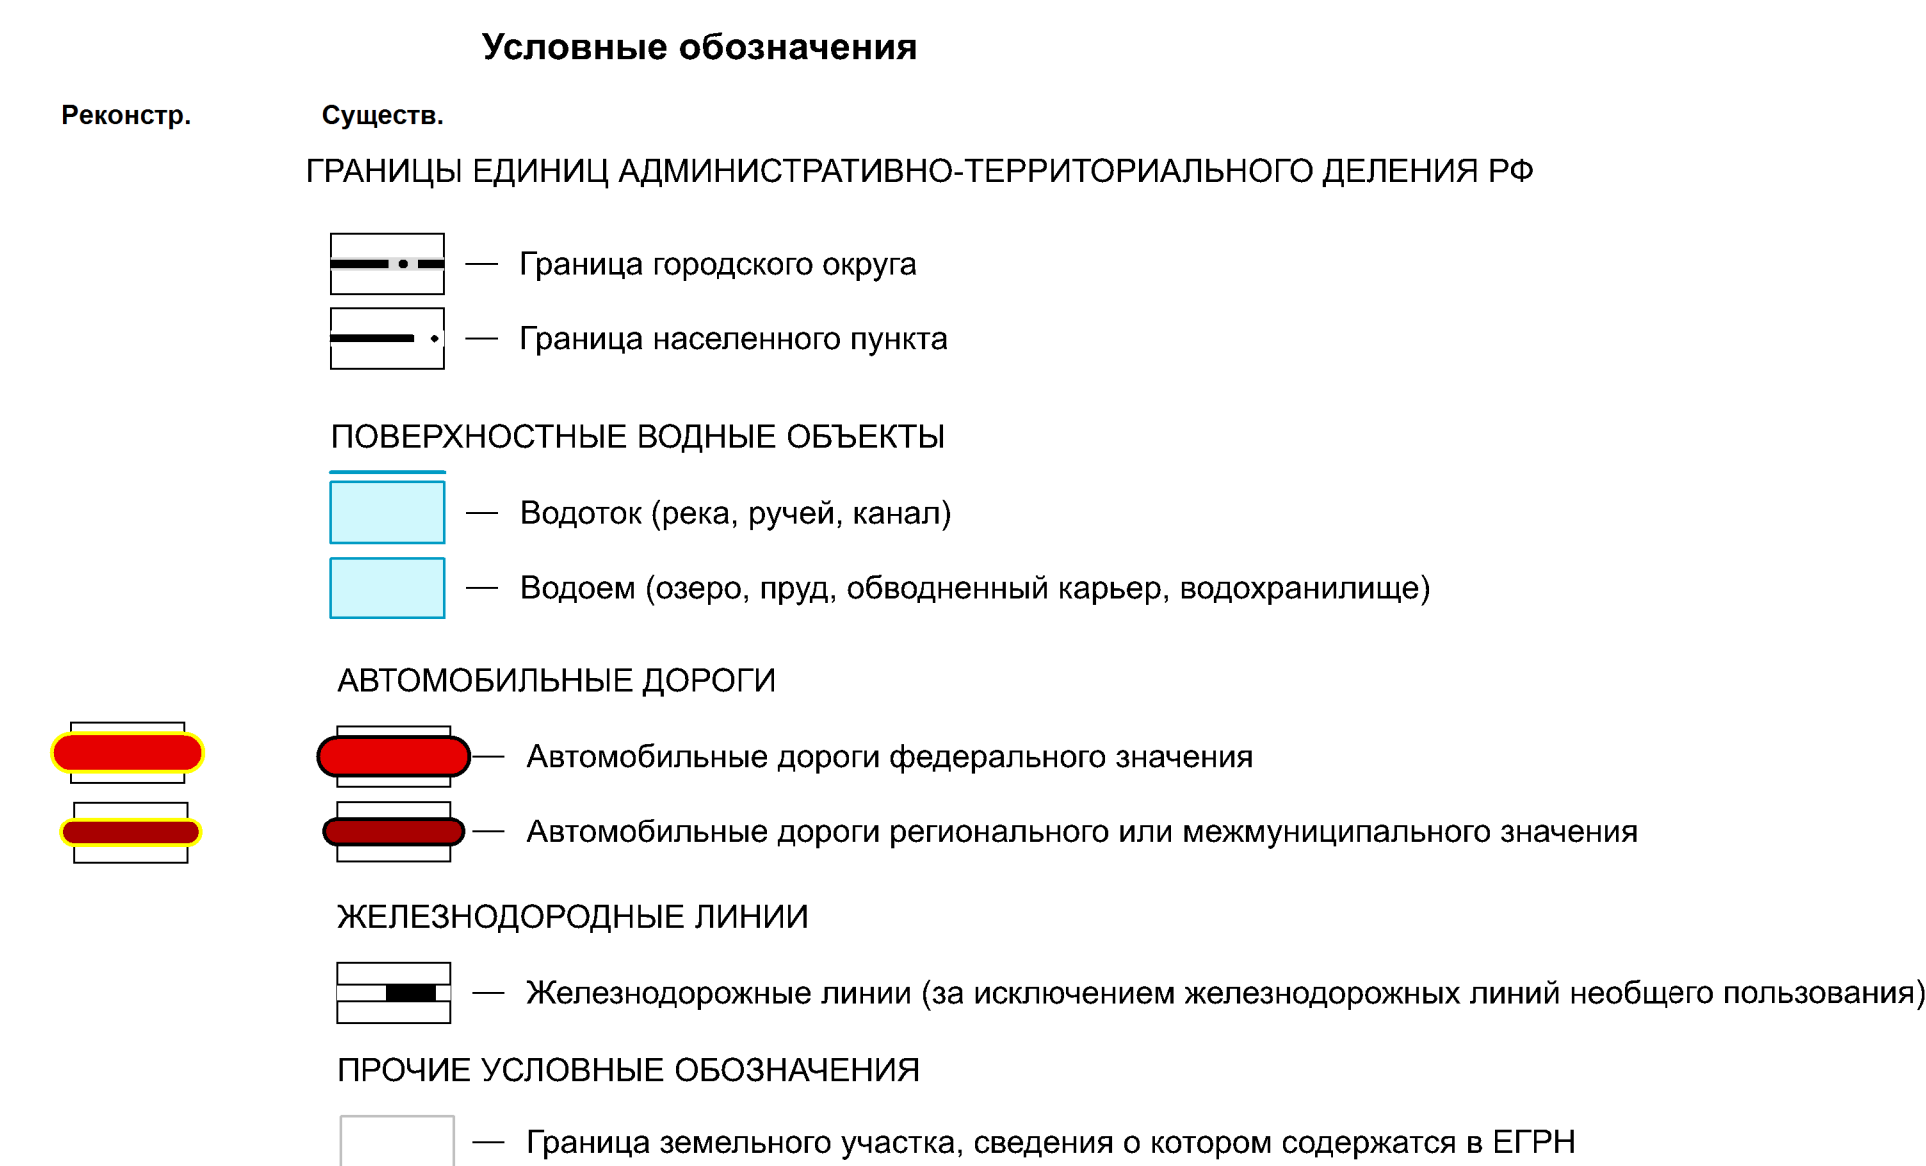 Условные обозначения
Реконстр. Существ.
ГРАНИЦЫ ЕДИНИЦ АДМИНИСТРАТИВНО-ТЕРРИТОРИАЛЬНОГО ДЕЛЕНИЯ РФ
— Граница городского округа
— Граница населенного пункта
ПОВЕРХНОСТНЫЕ ВОДНЫЕ ОБЪЕКТЫ
— Водоток (река, ручей, канал)
— Водоем (озеро, пруд, обводненный карьер, водохранилище)
АВТОМОБИЛЬНЫЕ ДОРОГИ
— Автомобильные дороги федерального значения
— Автомобильные дороги регионального или межмуниципального значения
ЖЕЛЕЗНОДОРОДНЫЕ ЛИНИИ
— Железнодорожные линии (за исключением железнодорожных линий необщего пользования)
ПРОЧИЕ УСЛОВНЫЕ ОБОЗНАЧЕНИЯ
— Граница земельного участка, сведения о котором содержатся в ЕГРН